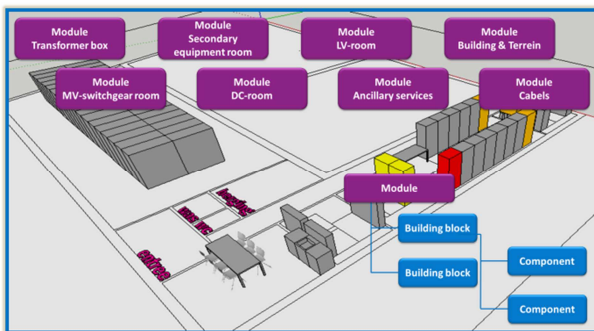 Module
Transformer box
Module
Secondary
equipment room
Module
LV-room
Module
Building & Terrein
Module
MV-switchgear room
Module
DC-room
Module
Ancillary services
Module
Cabels
Module
Building block
Building block
Component
Component
entree